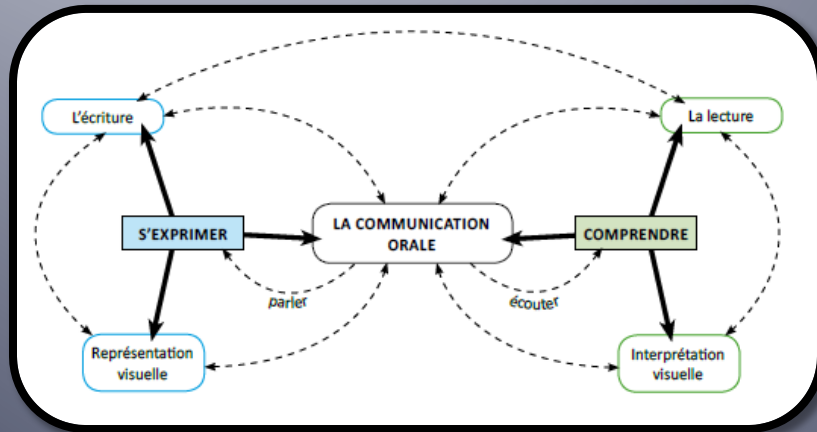 L'écriture
La lecture
S'EXPRIMER
LA COMMUNICATION
ORALE
COMPRENDRE
parler
écouter
Représentation
visuelle
Interprétation
visuelle